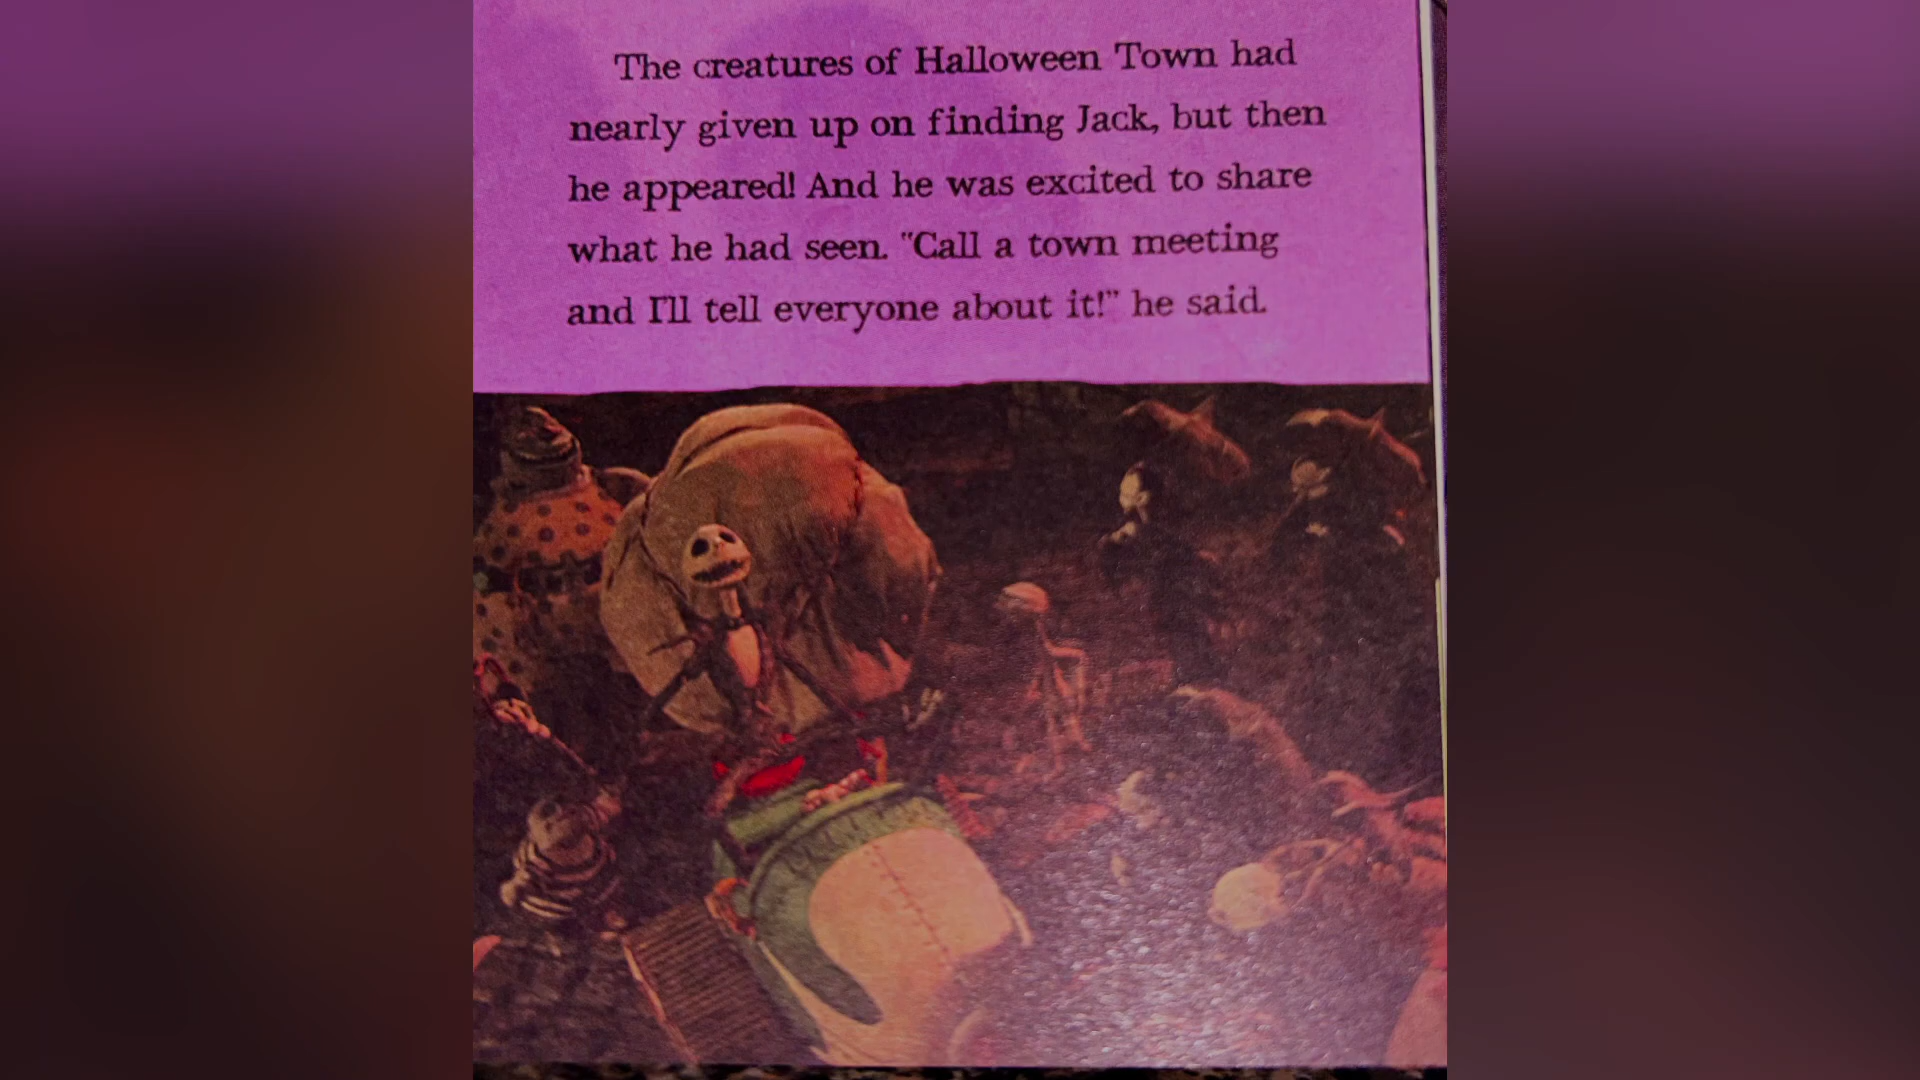 The creatures of Halloween Town had
nearly given up on finding Jack, but then
he appeared! And he was excited to share
what he had seen. "Call a town meeting
and I'll tell everyone about it!" he said.